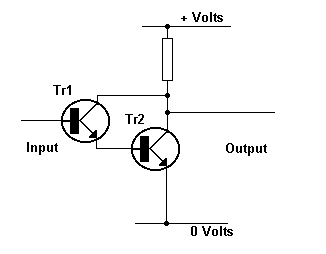 + Volts
Tr1
Tr2
Input
Output
0 Volts